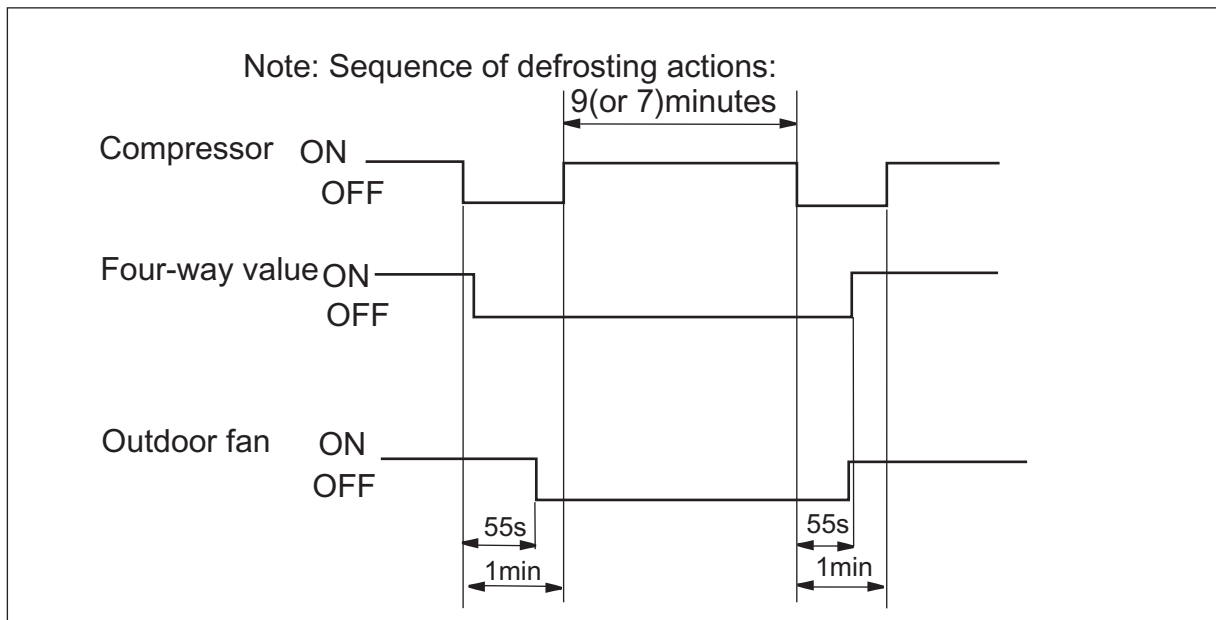 Note: Sequence of defrosting actions:
9(or 7)minutes
Compressor ON
OFF
Four-way value ON
OFF
Outdoor fan ON
OFF
55s 55s
1min 1min